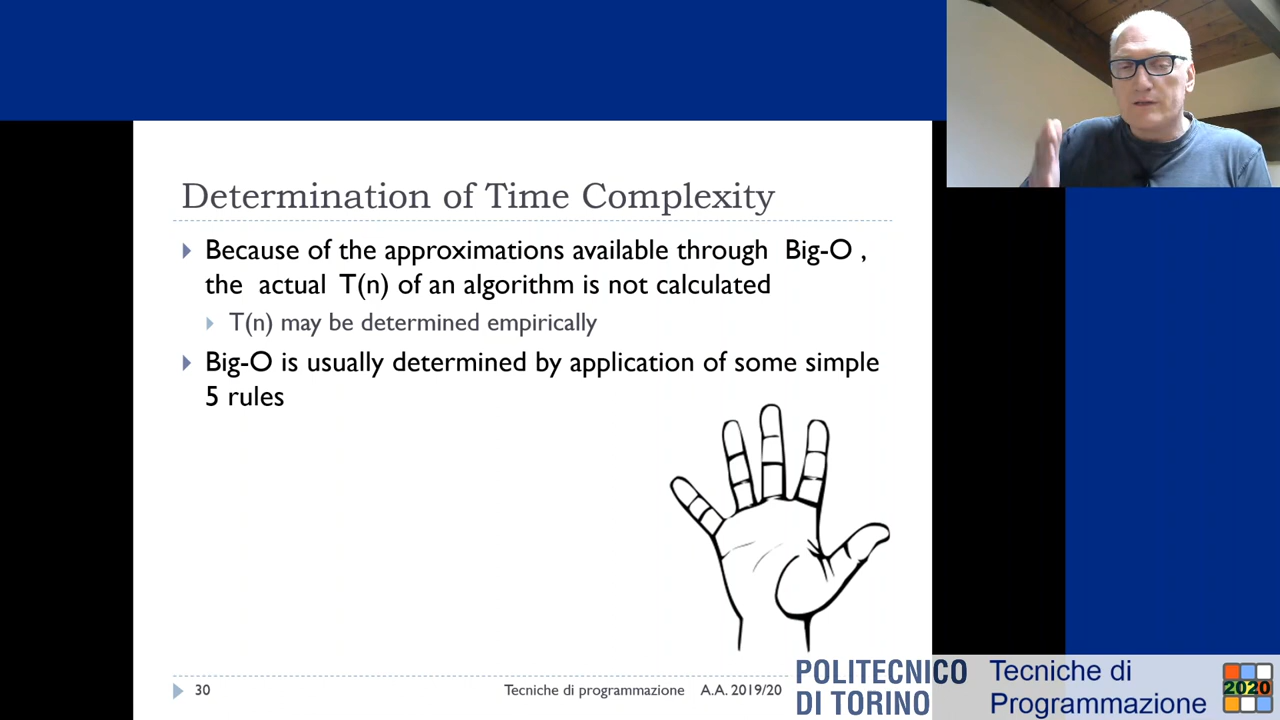 Determination of Time Complexity
Because of the approximations available through Big-O ,
the actual T(n) of an algorithm is not calculated
T(n) may be determined empirically
Big-O is usually determined by application of some simple
5 rules
30
Tecniche di programmazione A.A. 2019/20
POLITECNICO
DI TORINO
Tecniche di
Programmazione
2020